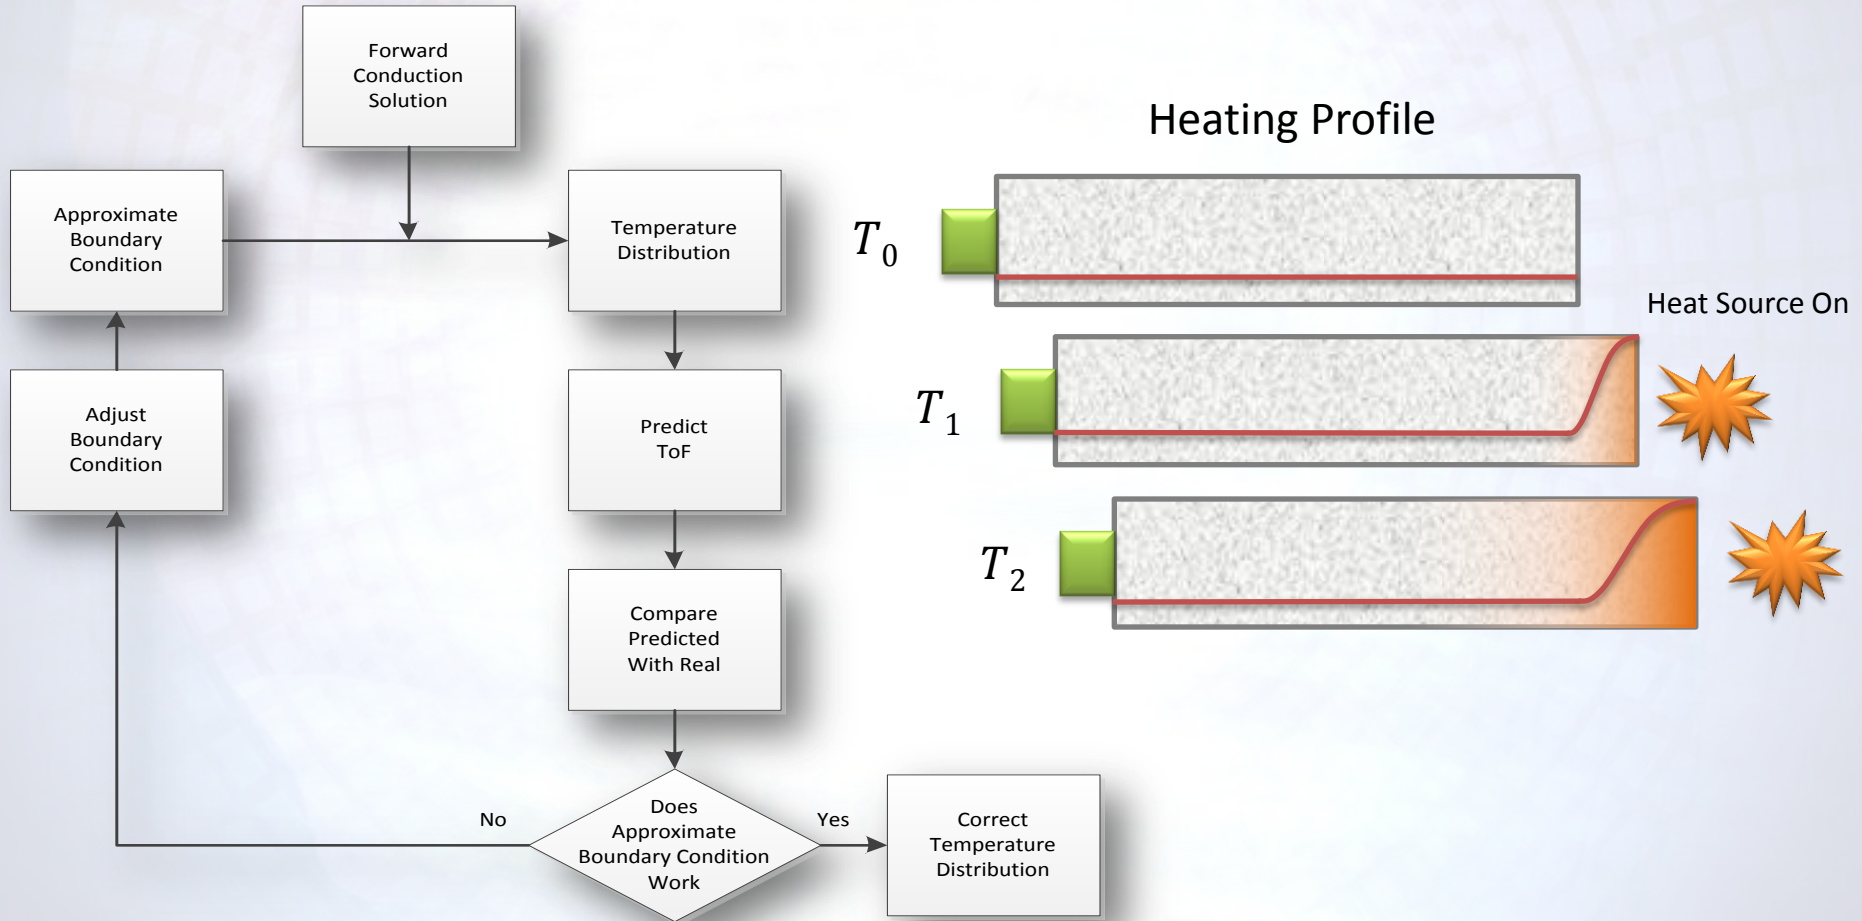 Forward
Conduction
Solution
Approximate
Boundary
Condition
Temperature
Distribution
Adjust
Boundary
Condition
Predict
ToF
Compare
Predicted
With Real
No
Does
Approximate
Boundary Condition
Work
Yes
Correct
Temperature
Distribution
Heating Profile
T₀
Heat Source On
T₁
T₂